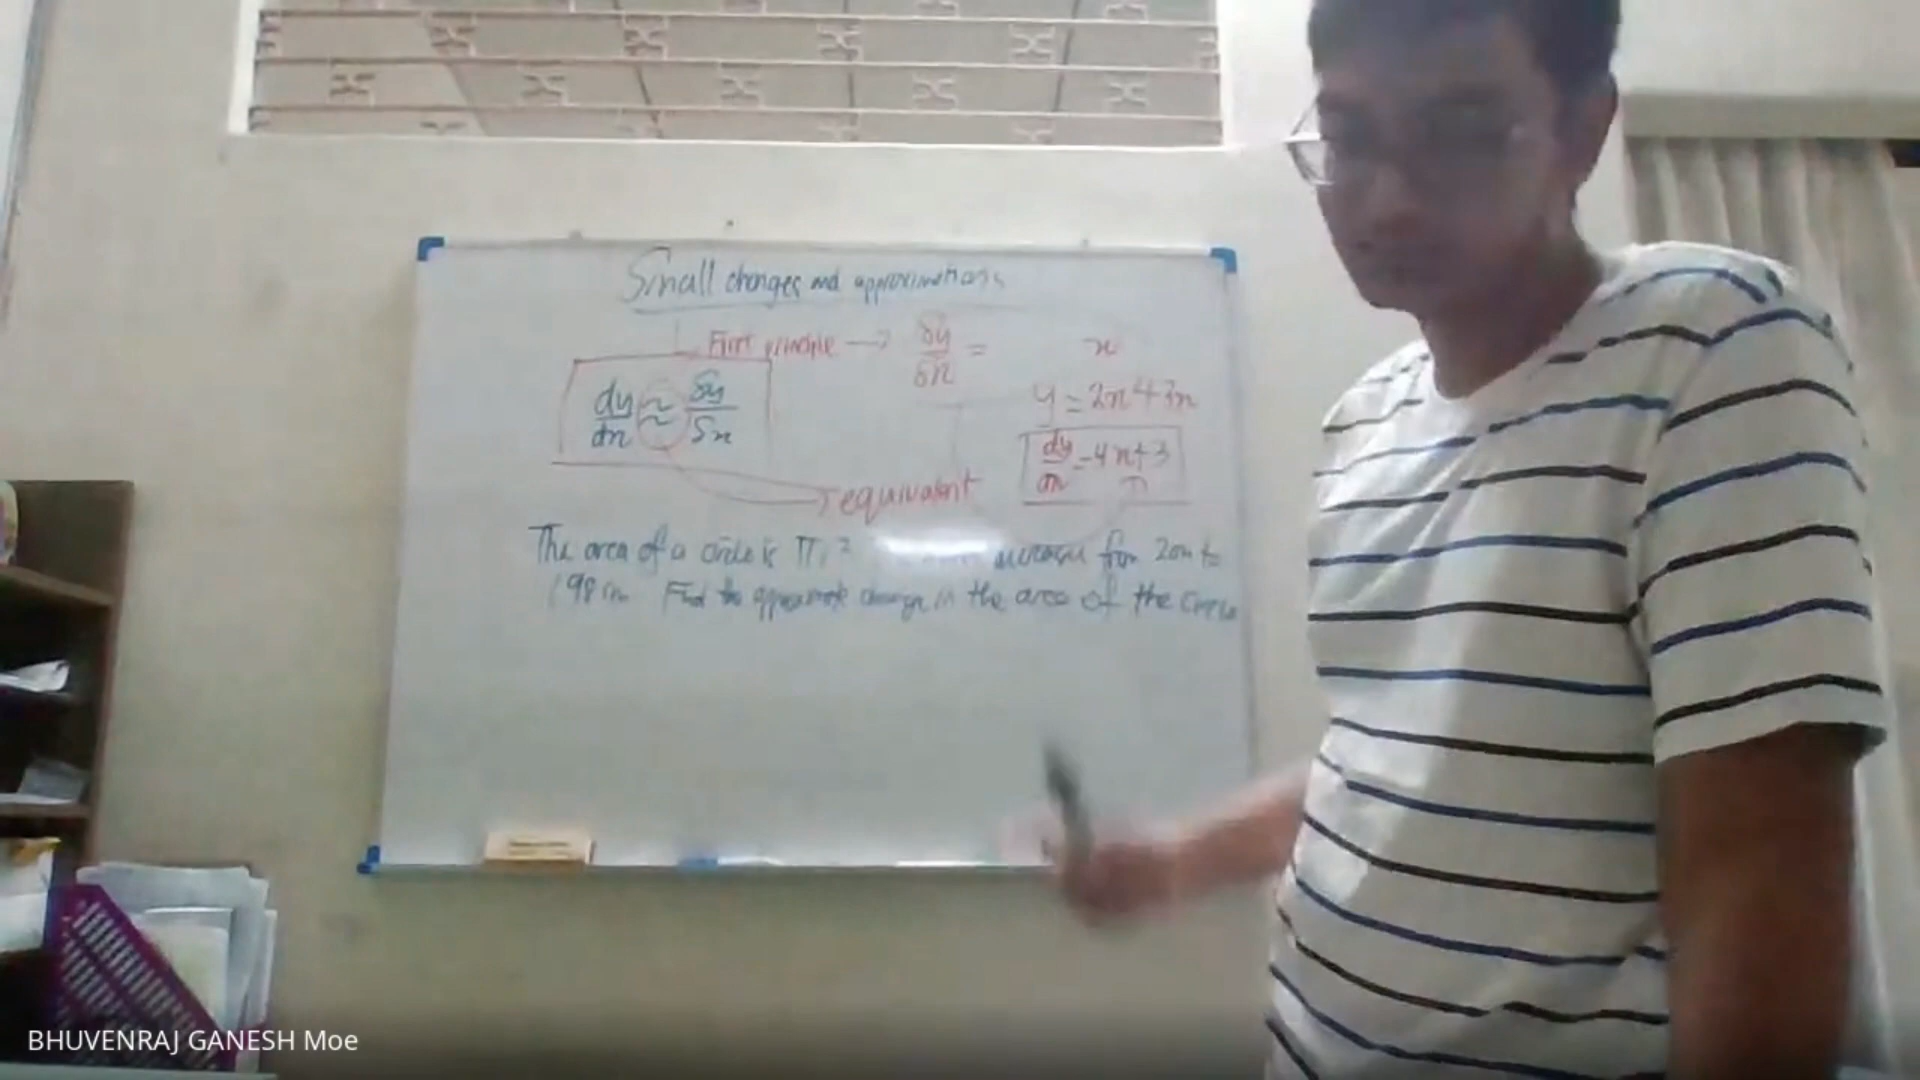 Small changes and approximations
First principle → δy/δx =
x
dy/dx ≈ δy/δx
y = 2x² + 3x
dy/dx = 4x + 3
equivalent
The area of a circle is πr² from 2cm to
1.98cm Find the approximate change in the area of the circle
BHUVENRAJ GANESH Moe